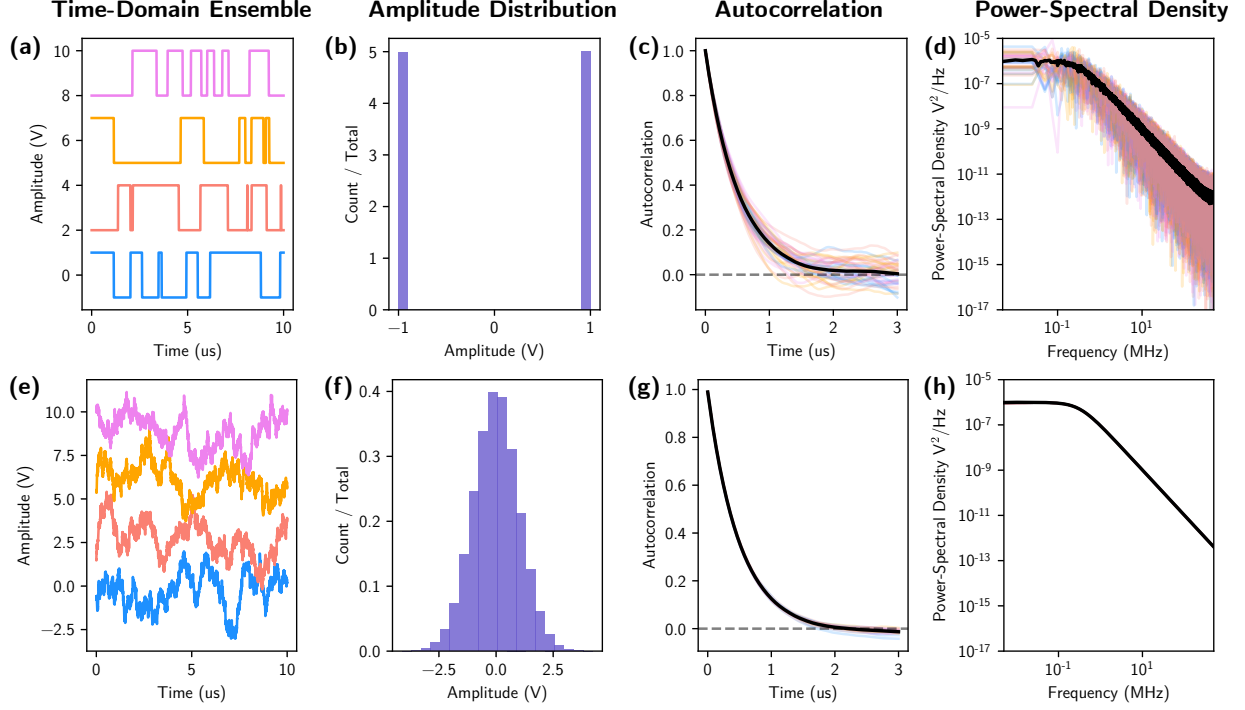 Time-Domain Ensemble
Amplitude Distribution
Autocorrelation
Power-Spectral Density
(a)
10
8
6
4
2
0
Amplitude (V)
0
5
10
Time (us)
(b)
5
4
3
2
1
0
Count / Total
−1
0
1
Amplitude (V)
(c)
1.0
0.8
0.6
0.4
0.2
0.0
Autocorrelation
0
1
2
3
Time (us)
(d)
10⁻⁵
10⁻⁷
10⁻⁹
10⁻¹¹
10⁻¹³
10⁻¹⁵
10⁻¹⁷
Power-Spectral Density V²/Hz
10⁻¹
10¹
Frequency (MHz)
(e)
10.0
7.5
5.0
2.5
0.0
−2.5
Amplitude (V)
0
5
10
Time (us)
(f)
0.4
0.3
0.2
0.1
0.0
Count / Total
−2.5
0.0
2.5
Amplitude (V)
(g)
1.0
0.8
0.6
0.4
0.2
0.0
Autocorrelation
0
1
2
3
Time (us)
(h)
10⁻⁵
10⁻⁷
10⁻⁹
10⁻¹¹
10⁻¹³
10⁻¹⁵
10⁻¹⁷
Power-Spectral Density V²/Hz
10⁻¹
10¹
Frequency (MHz)